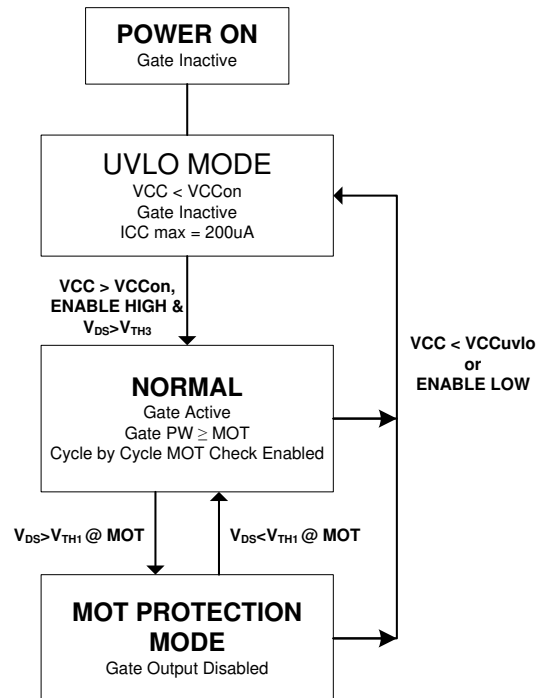 POWER ON
Gate Inactive
UVLO MODE
VCC < VCCon
Gate Inactive
ICC max = 200uA
VCC > VCCon,
ENABLE HIGH &
VDS>VTH3
VCC < VCCuvlo
or
ENABLE LOW
NORMAL
Gate Active
Gate PW ≥ MOT
Cycle by Cycle MOT Check Enabled
VDS>VTH1 @ MOT
VDS<VTH1 @ MOT
MOT PROTECTION
MODE
Gate Output Disabled